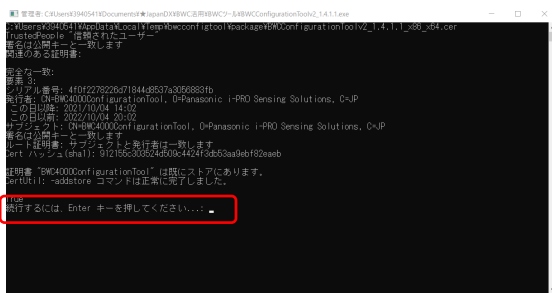 管理者: C:¥Users¥3940541¥Documents¥★JapanDX¥BWC活用¥BWCツール¥BWCConfigurationToolv2_1.4.1.1.exe
C:¥Users¥3940541¥AppData¥Local¥Temp¥bwcconfigtool¥package¥BWCConfigurationToolv2_1.4.1.1_x86_x64.cer
TrustedPeople "信頼されたユーザー"
署名は公開キーと一致します
関連のある証明書:
完全な一致:
要素 3:
シリアル番号: 4f0f2278226d71844d8537a3056883fb
発行者: CN=BWC4000ConfigurationTool, O=Panasonic i-PRO Sensing Solutions, C=JP
この日以降: 2021/10/04 14:02
この日以前: 2022/10/04 20:02
サブジェクト: CN=BWC4000ConfigurationTool, O=Panasonic i-PRO Sensing Solutions, C=JP
署名は公開キーと一致します
ルート証明書: サブジェクトと発行者は一致します
Cert ハッシュ(sha1): 912155c303524d509c4424f3db53aa9ebf82eaeb
証明書 "BWC4000ConfigurationTool" は既にストアにあります。
CertUtil: -addstore コマンドは正常に完了しました。
True
続行するには、Enter キーを押してください...: